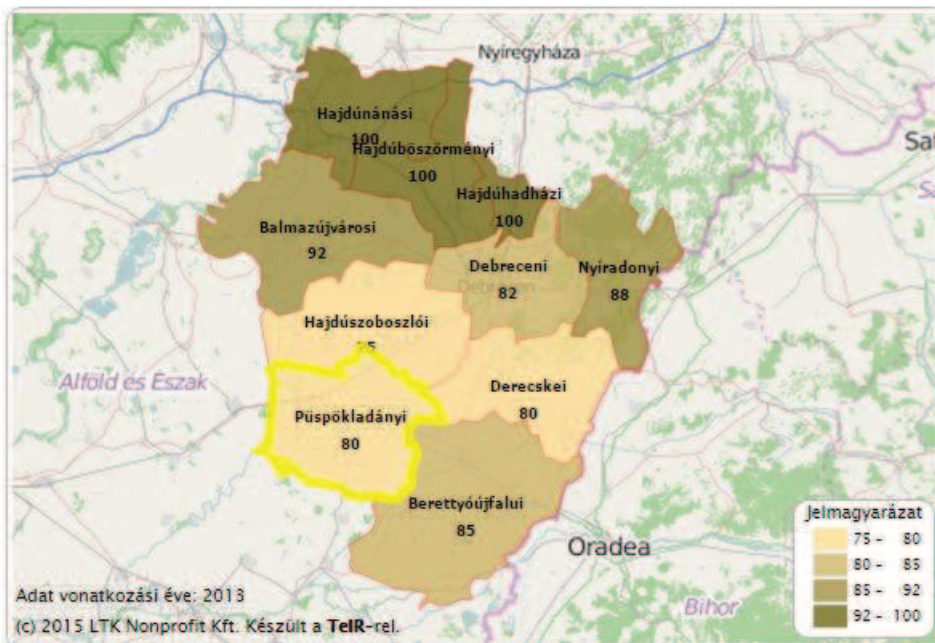 Nyíregyháza
Hajdúnánási
100
Hajdúböszörményi
100
Hajdúhadházi
100
Balmazújvárosi
92
Debreceni
82
Nyíradonyi
88
Hajdúszoboszlói
Alföld és Észak
Derecskei
80
Püspökladányi
80
Berettyóújfalui
85
Oradea
Bihor
Jelmagyarázat
75 - 80
80 - 85
85 - 92
92 - 100
Adat vonatkozási éve: 2013
(c) 2015 LTK Nonprofit Kft. Készült a TeIR-rel.